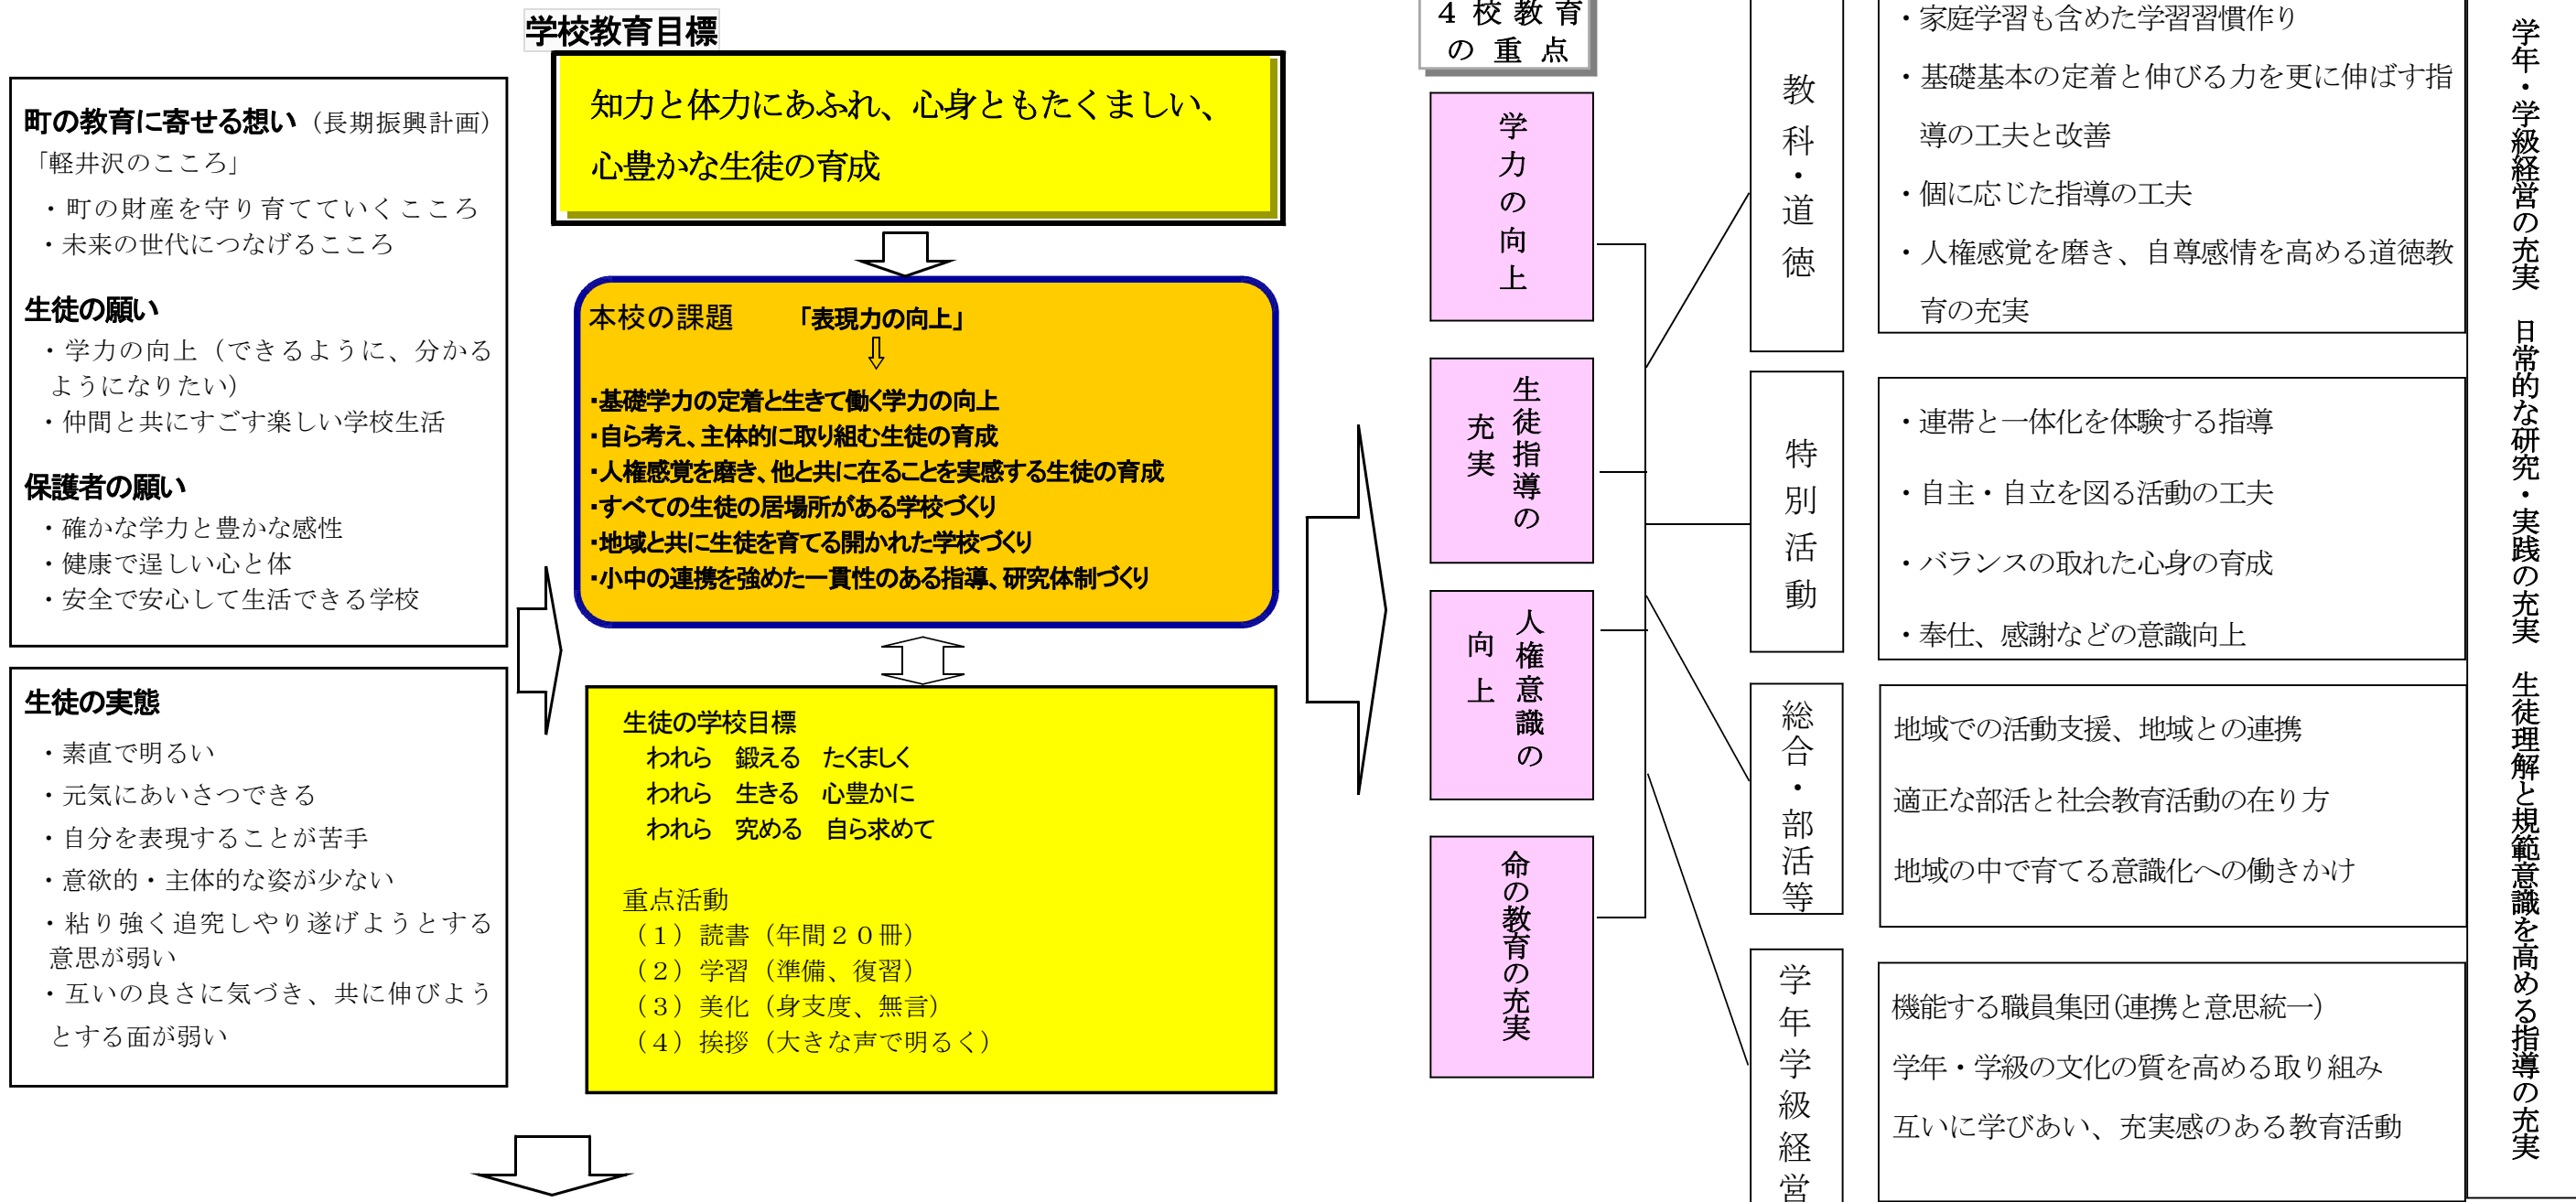 学校教育目標
知力と体力にあふれ、心身ともたくましい、
心豊かな生徒の育成
町の教育に寄せる想い（長期振興計画）
「軽井沢のこころ」
・町の財産を守り育てていくこころ
・未来の世代につなげるこころ
生徒の願い
・学力の向上（できるように、分かる
ようになりたい）
・仲間と共にすごす楽しい学校生活
保護者の願い
・確かな学力と豊かな感性
・健康で逞しい心と体
・安全で安心して生活できる学校
生徒の実態
・素直で明るい
・元気にあいさつできる
・自分を表現することが苦手
・意欲的・主体的な姿が少ない
・粘り強く追究しやり遂げようとする
意思が弱い
・互いの良さに気づき、共に伸びよう
とする面が弱い
本校の課題　「表現力の向上」
・基礎学力の定着と生きて働く学力の向上
・自ら考え、主体的に取り組む生徒の育成
・人権感覚を磨き、他と共に在ることを実感する生徒の育成
・すべての生徒の居場所がある学校づくり
・地域と共に生徒を育てる開かれた学校づくり
・小中の連携を強めた一貫性のある指導、研究体制づくり
生徒の学校目標
われら　鍛える　たくましく
われら　生きる　心豊かに
われら　究める　自ら求めて
重点活動
（１）読書（年間２０冊）
（２）学習（準備、復習）
（３）美化（身支度、無言）
（４）挨拶（大きな声で明るく）
４校教育
の重点
学力の向上
生徒指導の
充実
人権意識の
向上
命の教育の充実
教科・道徳
・家庭学習も含めた学習習慣作り
・基礎基本の定着と伸びる力を更に伸ばす指
導の工夫と改善
・個に応じた指導の工夫
・人権感覚を磨き、自尊感情を高める道徳教
育の充実
特別活動
・連帯と一体化を体験する指導
・自主・自立を図る活動の工夫
・バランスの取れた心身の育成
・奉仕、感謝などの意識向上
総合・部活等
地域での活動支援、地域との連携
適正な部活と社会教育活動の在り方
地域の中で育てる意識化への働きかけ
学年学級経営
機能する職員集団(連携と意思統一)
学年・学級の文化の質を高める取り組み
互いに学びあい、充実感のある教育活動
学年・学級経営の充実　日常的な研究・実践の充実　生徒理解と規範意識を高める指導の充実